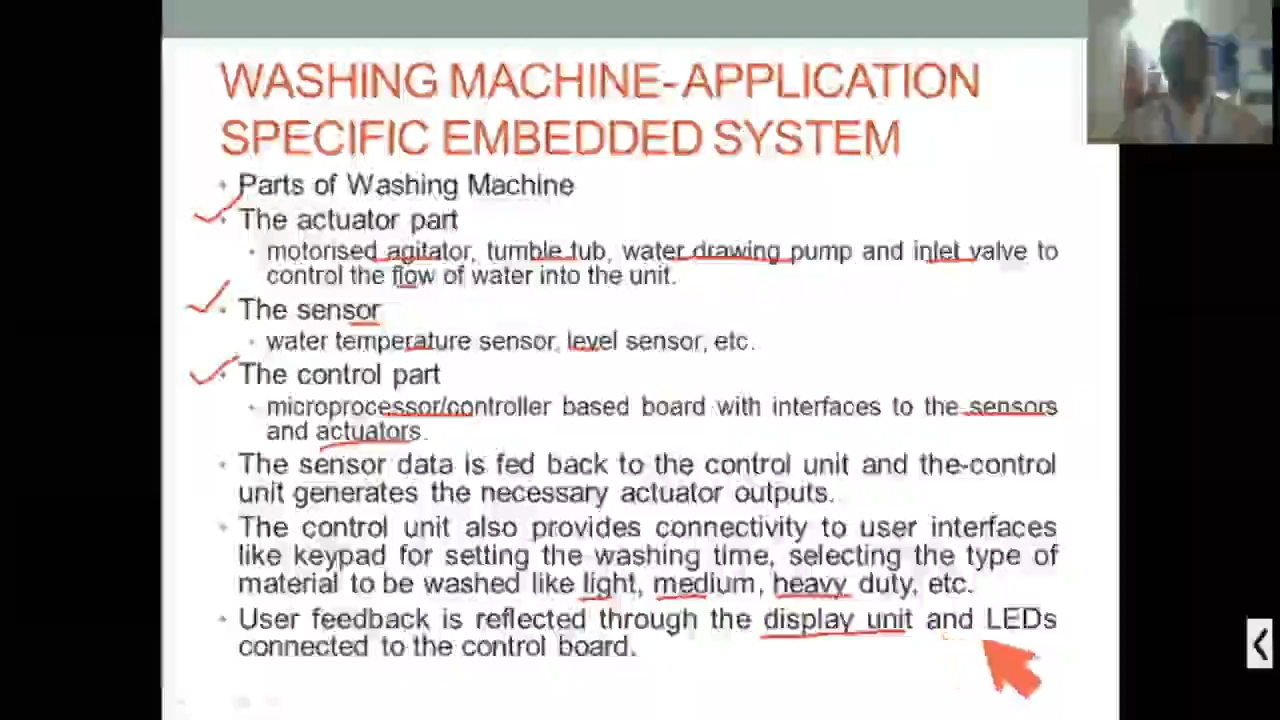 WASHING MACHINE-APPLICATION
SPECIFIC EMBEDDED SYSTEM
• Parts of Washing Machine
• The actuator part
• motorised agitator, tumble tub, water drawing pump and inlet valve to
control the flow of water into the unit.
• The sensor
• water temperature sensor, level sensor, etc.
• The control part
• microprocessor/controller based board with interfaces to the sensors
and actuators.
• The sensor data is fed back to the control unit and the-control
unit generates the necessary actuator outputs.
• The control unit also provides connectivity to user interfaces
like keypad for setting the washing time, selecting the type of
material to be washed like light, medium, heavy duty, etc.
• User feedback is reflected through the display unit and LEDs
connected to the control board.